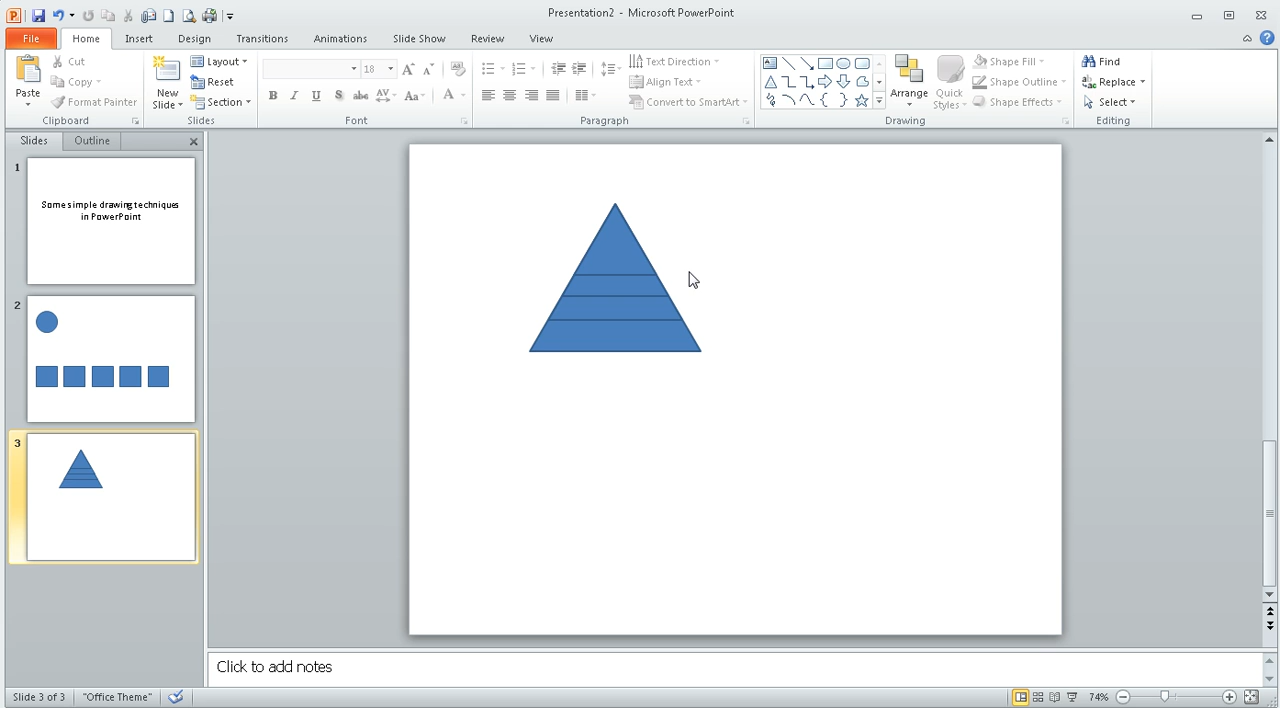 Presentation2 - Microsoft PowerPoint
File Home Insert Design Transitions Animations Slide Show Review View
Paste
Cut
Copy
Format Painter
Clipboard
New Slide
Layout
Reset
Section
Slides
18
B I U S abc AV Aa A
Font
Text Direction
Align Text
Convert to SmartArt
Paragraph
Arrange
Quick Styles
Shape Fill
Shape Outline
Shape Effects
Drawing
Find
Replace
Select
Editing
Slides Outline
1
Some simple drawing techniques
in PowerPoint
2
3
Click to add notes
Slide 3 of 3 "Office Theme" 74%